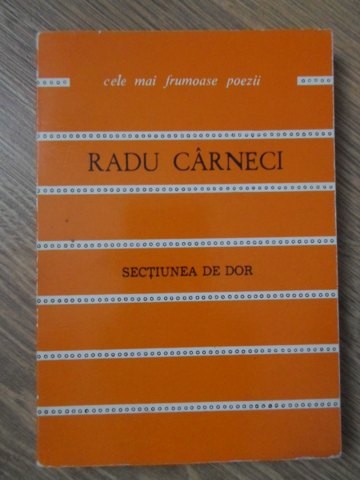 cele mai frumoase poezii
RADU CÂRNECI
SECȚIUNEA DE DOR